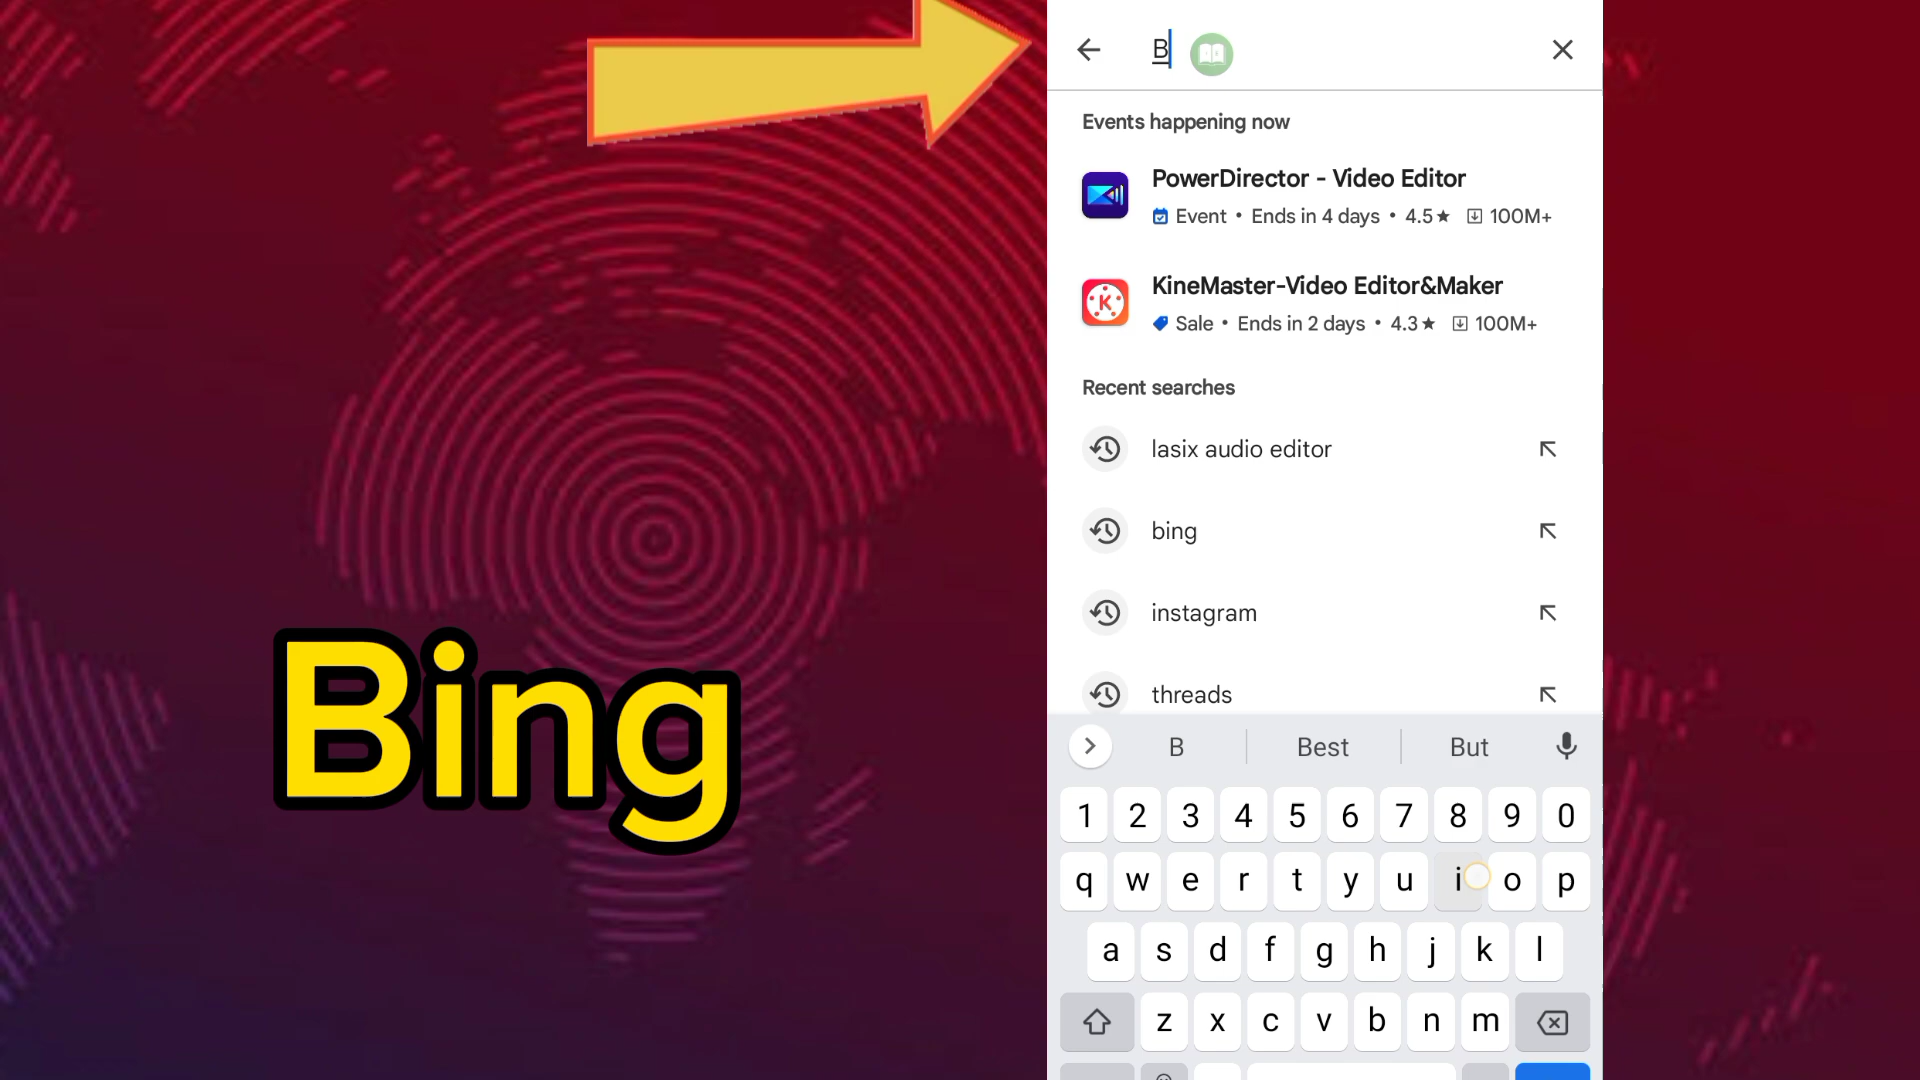 B
Events happening now
PowerDirector - Video Editor
Event • Ends in 4 days • 4.5★ 100M+
KineMaster-Video Editor&Maker
Sale • Ends in 2 days • 4.3★ 100M+
Recent searches
lasix audio editor
bing
instagram
threads
Bing
B Best But
1 2 3 4 5 6 7 8 9 0
q w e r t y u i o p
a s d f g h j k l
z x c v b n m